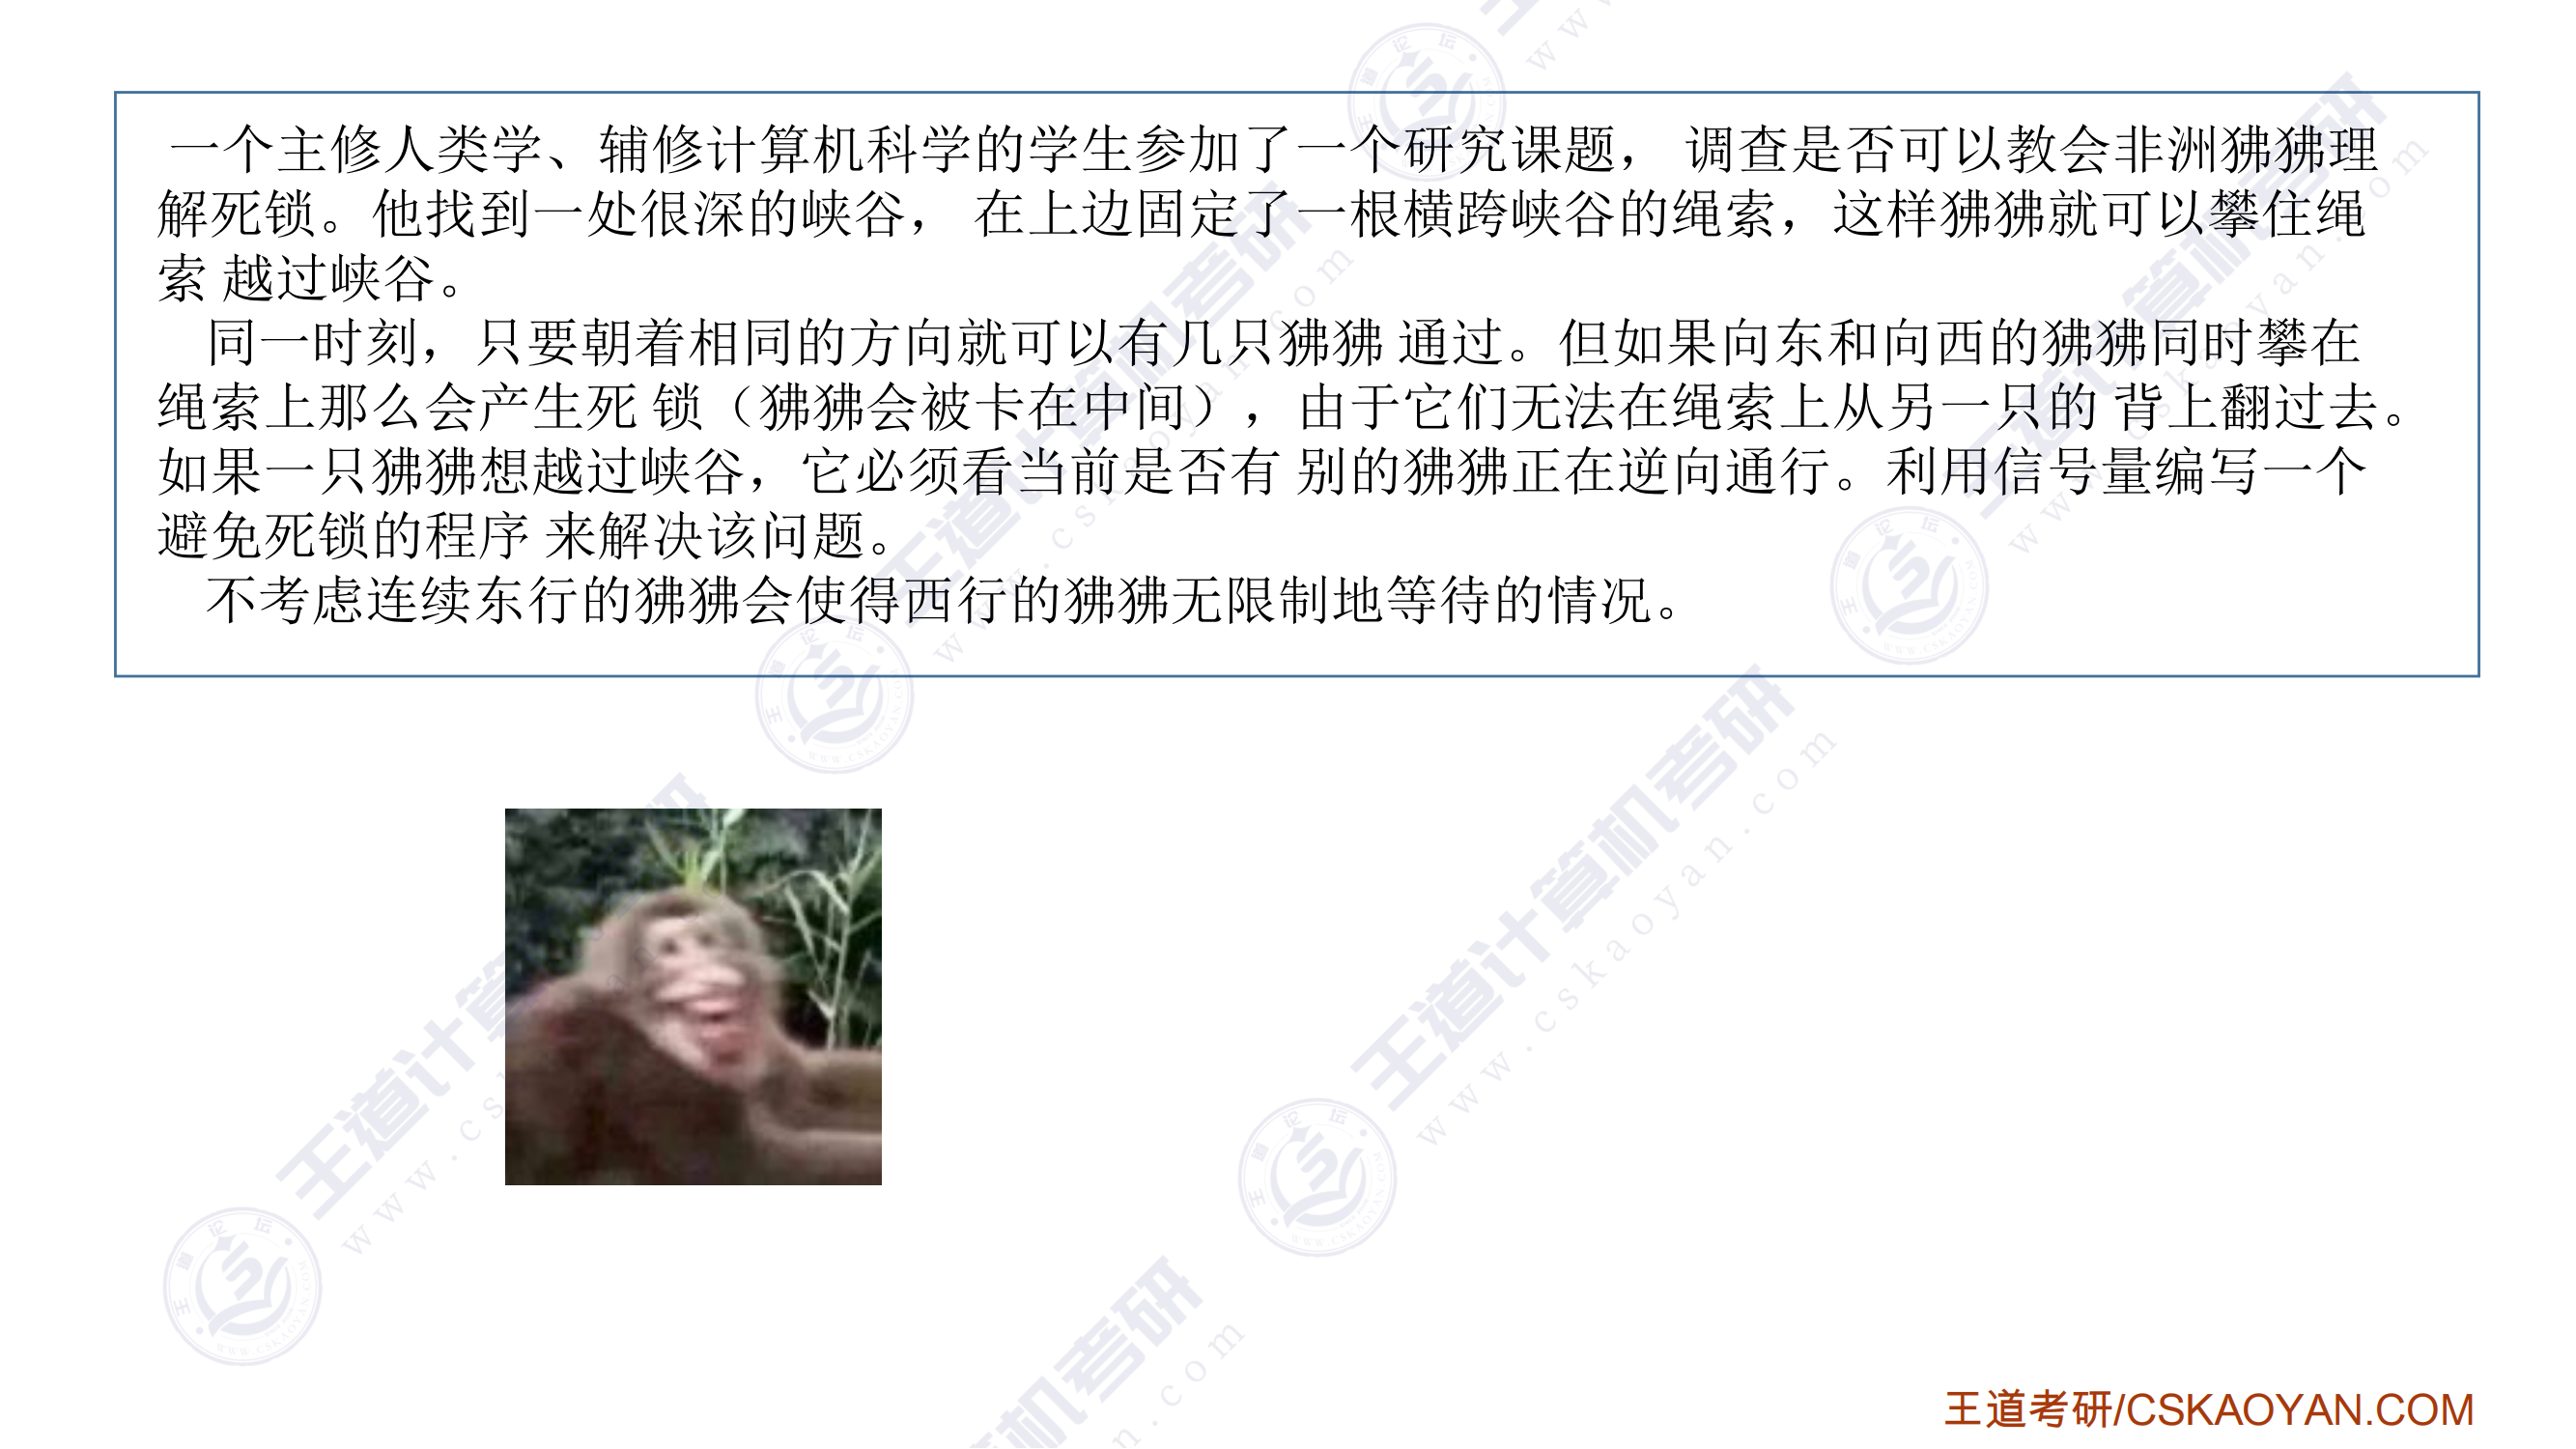 一个主修人类学、辅修计算机科学的学生参加了一个研究课题， 调查是否可以教会非洲狒狒理
解死锁。他找到一处很深的峡谷， 在上边固定了一根横跨峡谷的绳索，这样狒狒就可以攀住绳
索 越过峡谷。
同一时刻，只要朝着相同的方向就可以有几只狒狒 通过。但如果向东和向西的狒狒同时攀在
绳索上那么会产生死 锁（狒狒会被卡在中间），由于它们无法在绳索上从另一只的 背上翻过去。
如果一只狒狒想越过峡谷，它必须看当前是否有 别的狒狒正在逆向通行。利用信号量编写一个
避免死锁的程序 来解决该问题。
不考虑连续东行的狒狒会使得西行的狒狒无限制地等待的情况。
王道计算机考研
www.cskaoyan.com
王道考研/CSKAOYAN.COM